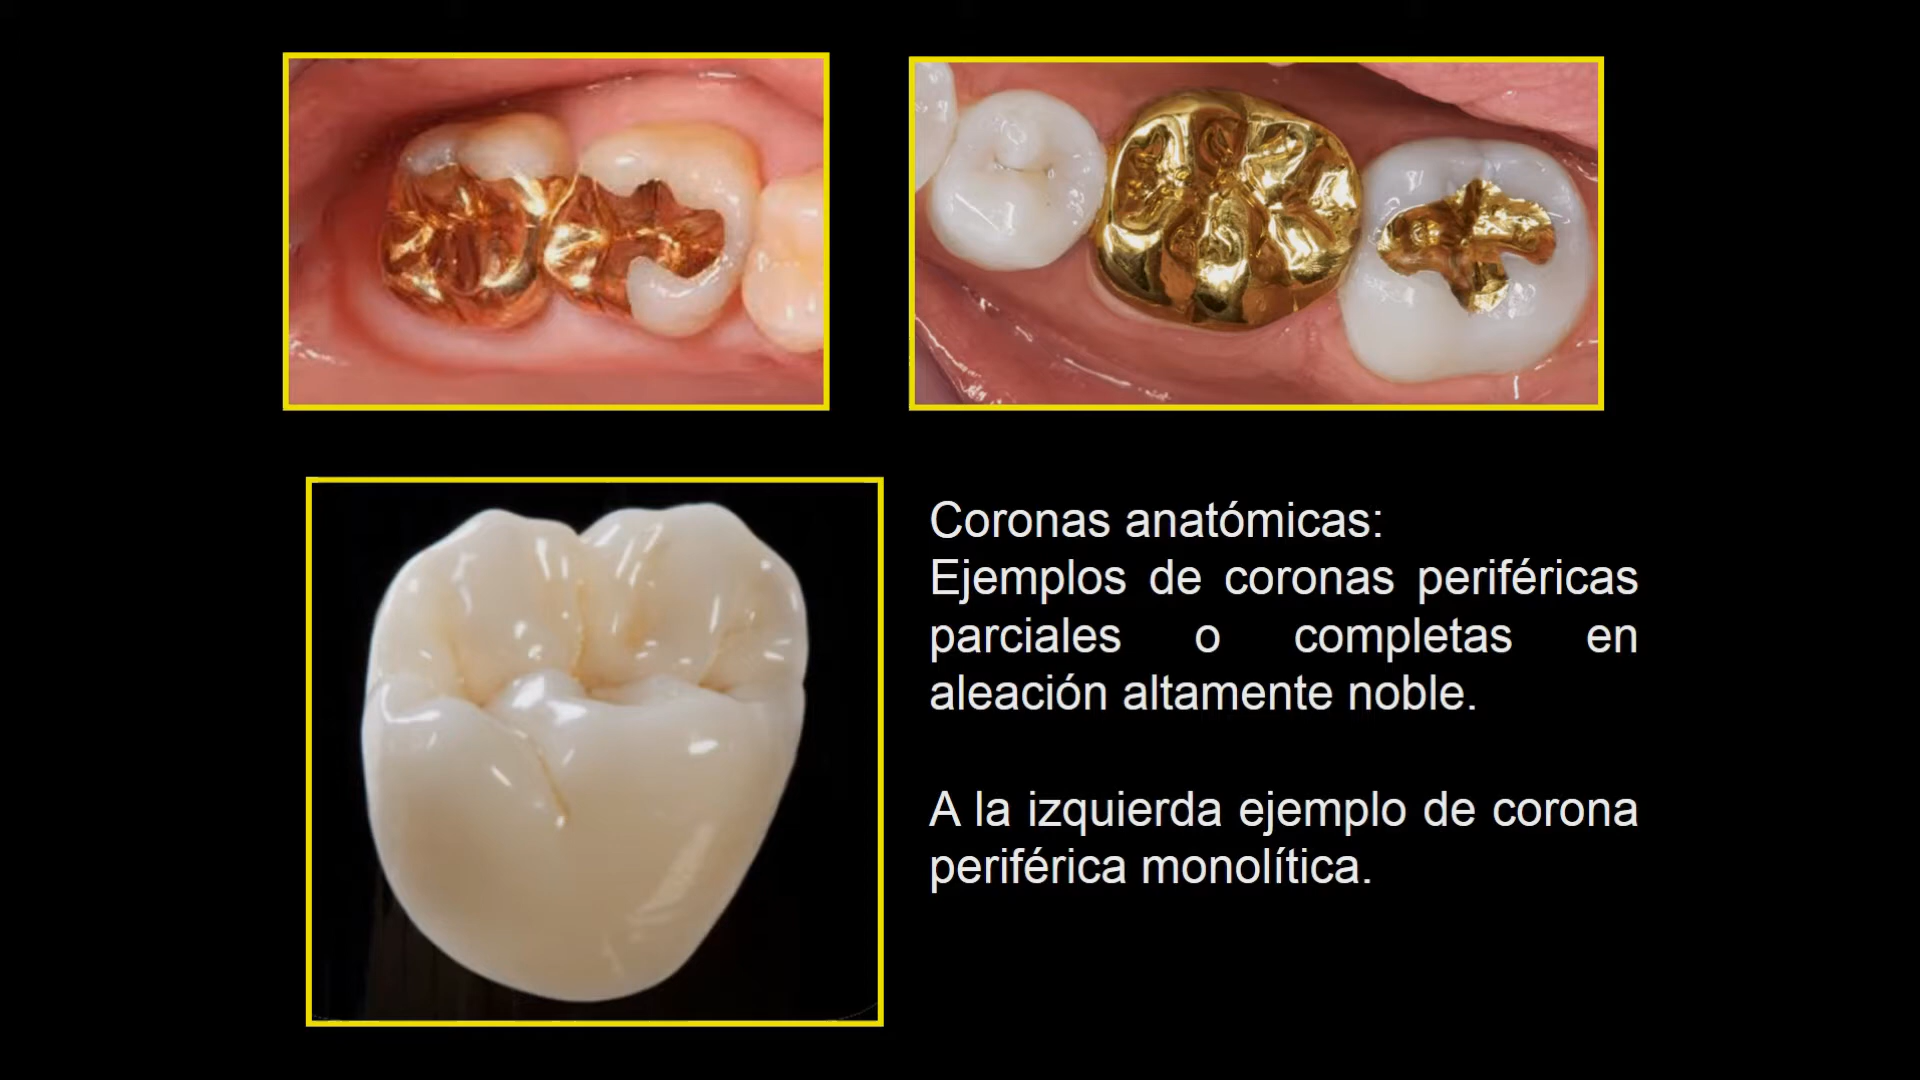 Coronas anatómicas:
Ejemplos de coronas periféricas
parciales o completas en
aleación altamente noble.
A la izquierda ejemplo de corona
periférica monolítica.